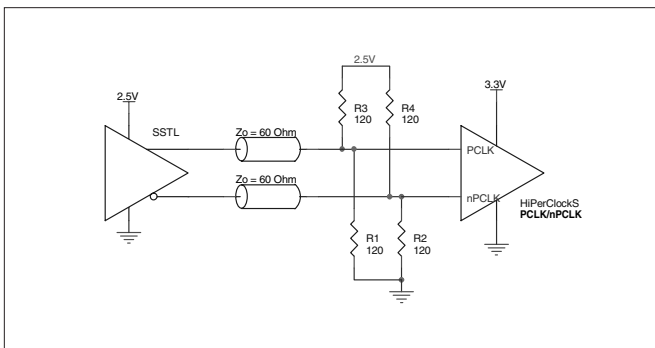 2.5V
3.3V
2.5V
R3
120
R4
120
SSTL
Zo = 60 Ohm
PCLK
Zo = 60 Ohm
nPCLK
HiPerClockS
PCLK/nPCLK
R1
120
R2
120